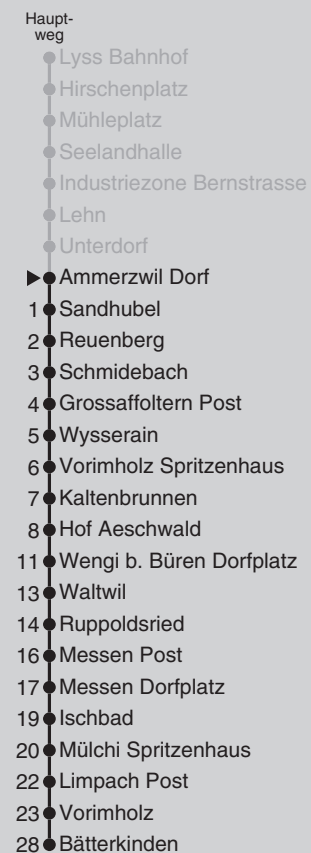 Haupt-
weg
Lyss Bahnhof
Hirschenplatz
Mühleplatz
Seelandhalle
Industriezone Bernstrasse
Lehn
Unterdorf
Ammerzwil Dorf
1 Sandhubel
2 Reuenberg
3 Schmidebach
4 Grossaffoltern Post
5 Wysserain
6 Vorimholz Spritzenhaus
7 Kaltenbrunnen
8 Hof Aeschwald
11 Wengi b. Büren Dorfplatz
13 Waltwil
14 Ruppoldsried
16 Messen Post
17 Messen Dorfplatz
19 Ischbad
20 Mülchi Spritzenhaus
22 Limpach Post
23 Vorimholz
28 Bätterkinden